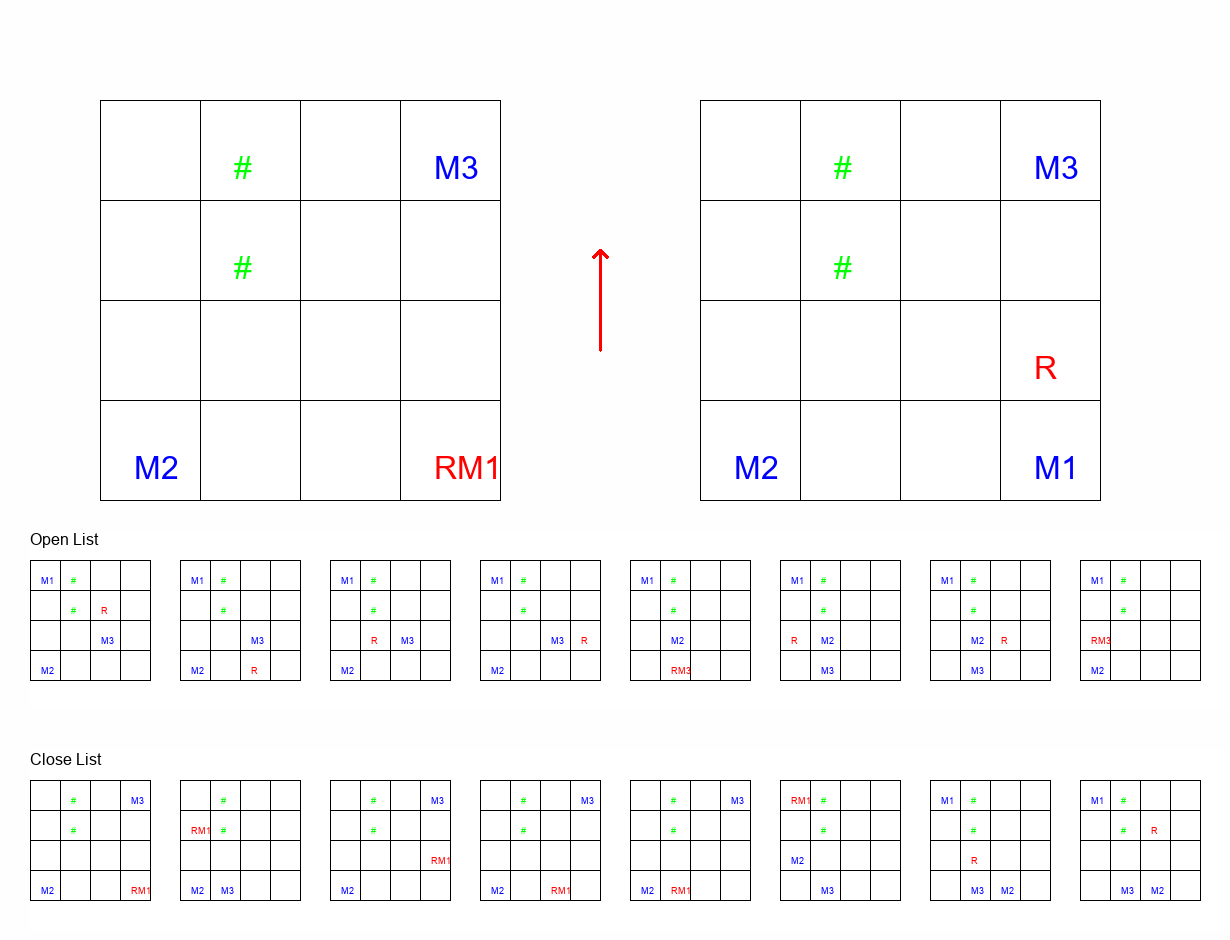 # M3 # M3
# #
R
M2 RM1 M2 M1
Open List
M1 # M1 # M1 # M1 # M1 # M1 # M1 # M1 #
# R # # # # # # #
M3 M3 R M3 M3 R M2 R M2 M2 R RM3
M2 M2 R M2 M2 RM3 M3 M3 M2
Close List
# M3 # # M3 # M3 # M3 RM1 # M1 # M1 #
# RM1 # # # # # # # R
RM1 M2 R
M2 RM1 M2 M3 M2 M2 RM1 M2 RM1 M3 M3 M2 M3 M2